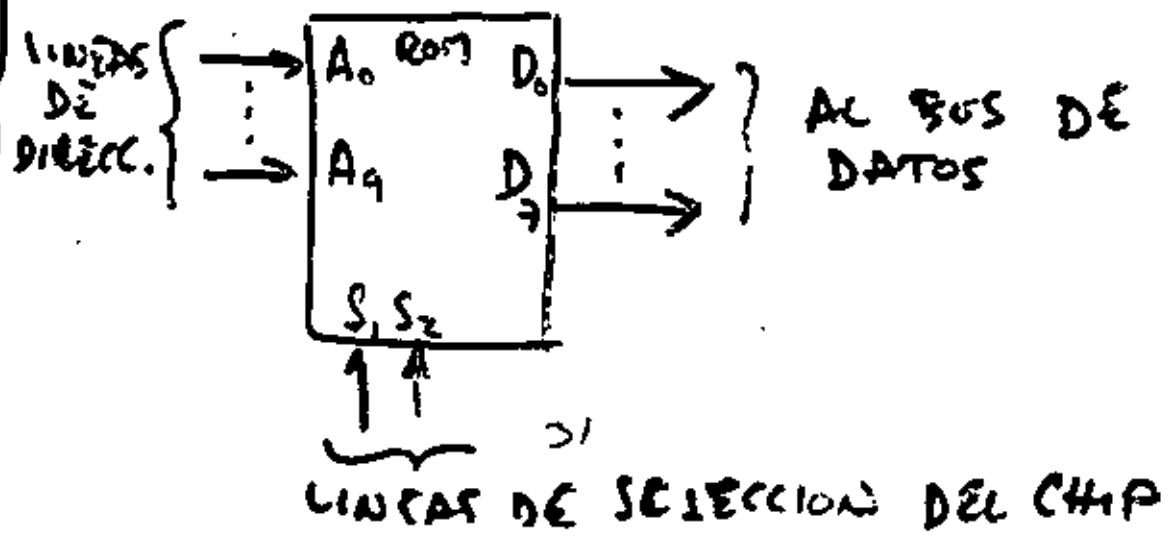 LINEAS
DE
DIRECC.
A₀ ROM D₀
A₉ D₇
AL BUS DE
DATOS
S₁ S₂
LINEAS DE SELECCION DEL CHIP